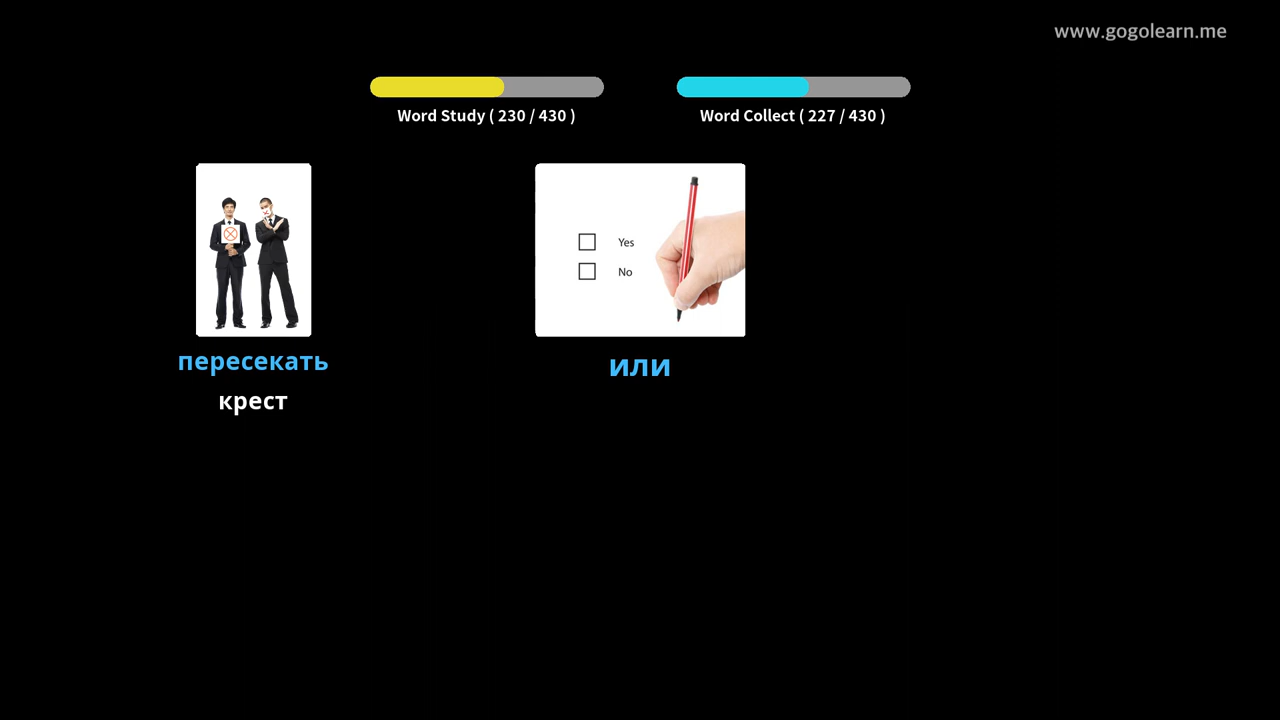 www.gogolearn.me
Word Study ( 230 / 430 )
Word Collect ( 227 / 430 )
Yes
No
пересекать
крест
или